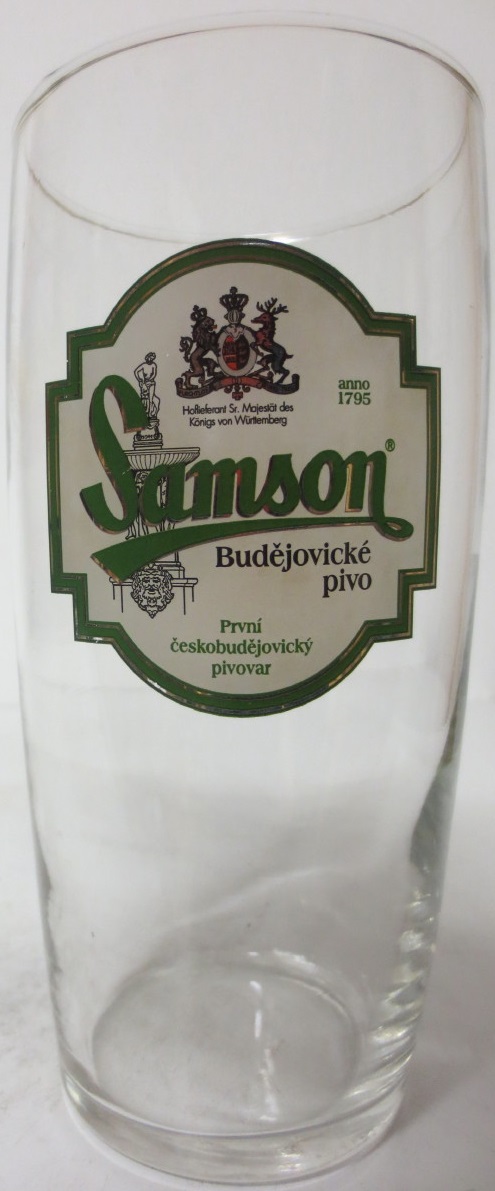 Hoflieferant Sr. Majestät des
Königs von Württemberg
anno
1795
Samson®
Budějovické
pivo
První
českobudějovický
pivovar